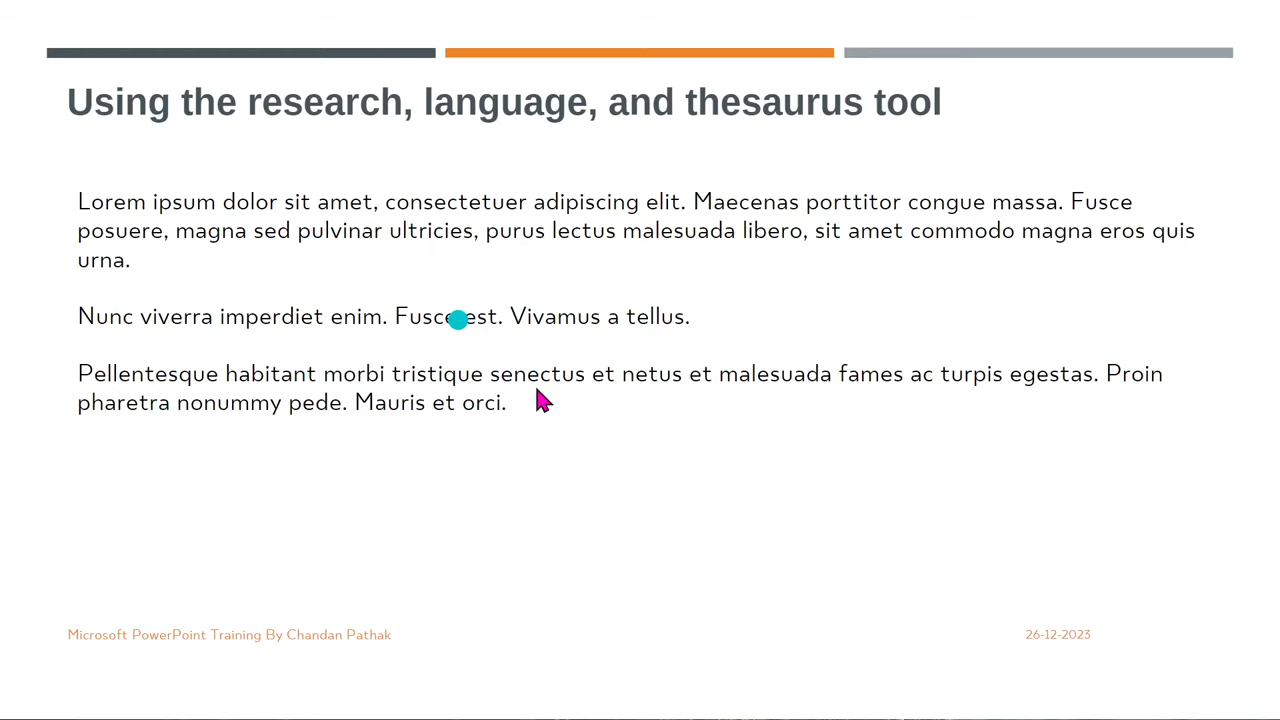 Using the research, language, and thesaurus tool
Lorem ipsum dolor sit amet, consectetuer adipiscing elit. Maecenas porttitor congue massa. Fusce
posuere, magna sed pulvinar ultricies, purus lectus malesuada libero, sit amet commodo magna eros quis
urna.
Nunc viverra imperdiet enim. Fusce est. Vivamus a tellus.
Pellentesque habitant morbi tristique senectus et netus et malesuada fames ac turpis egestas. Proin
pharetra nonummy pede. Mauris et orci.
Microsoft PowerPoint Training By Chandan Pathak
26-12-2023